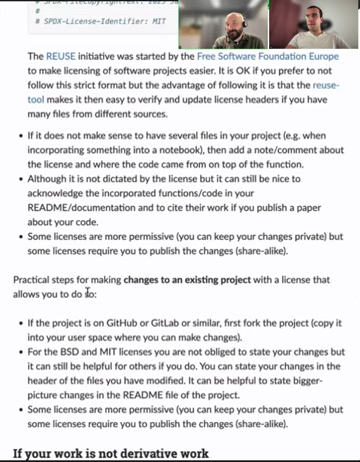 # SPDX-FileCopyrightText: 2023
#
# SPDX-License-Identifier: MIT
The REUSE initiative was started by the Free Software Foundation Europe
to make licensing of software projects easier. It is OK if you prefer to not
follow this strict format but the advantage of following it is that the reuse-
tool makes it then easy to verify and update license headers if you have
many files from different sources.
• If it does not make sense to have several files in your project (e.g. when
incorporating something into a notebook), then add a note/comment about
the license and where the code came from on top of the function.
• Although it is not dictated by the license but it can still be nice to
acknowledge the incorporated functions/code in your
README/documentation and to cite their work if you publish a paper
about your code.
• Some licenses are more permissive (you can keep your changes private) but
some licenses require you to publish the changes (share-alike).
Practical steps for making changes to an existing project with a license that
allows you to do so:
• If the project is on GitHub or GitLab or similar, first fork the project (copy it
into your user space where you can make changes).
• For the BSD and MIT licenses you are not obliged to state your changes but
it can still be helpful for others if you do. You can state your changes in the
header of the files you have modified. It can be helpful to state bigger-
picture changes in the README file of the project.
• Some licenses are more permissive (you can keep your changes private) but
some licenses require you to publish the changes (share-alike).
If your work is not derivative work